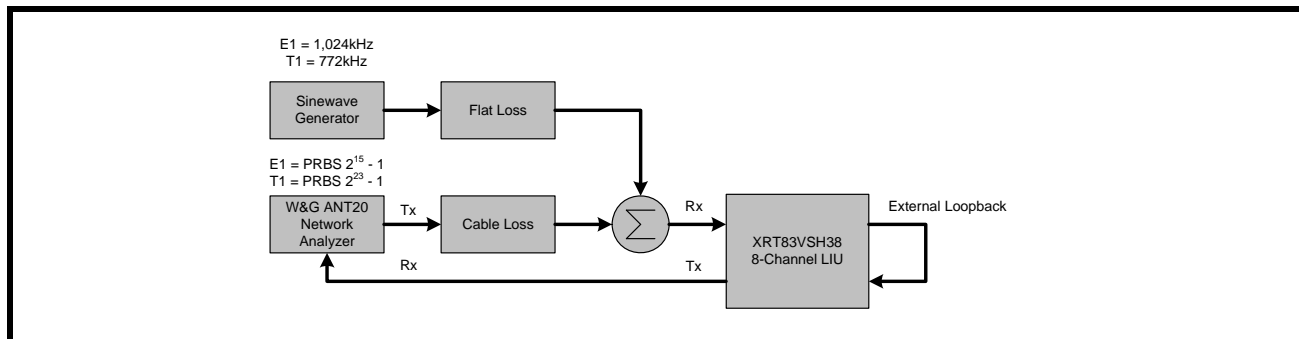 E1 = 1,024kHz
T1 = 772kHz
Sinewave
Generator
Flat Loss
E1 = PRBS 2^15 - 1
T1 = PRBS 2^23 - 1
W&G ANT20
Network
Analyzer
Tx
Cable Loss
Σ
Rx
External Loopback
XRT83VSH38
8-Channel LIU
Rx
Tx